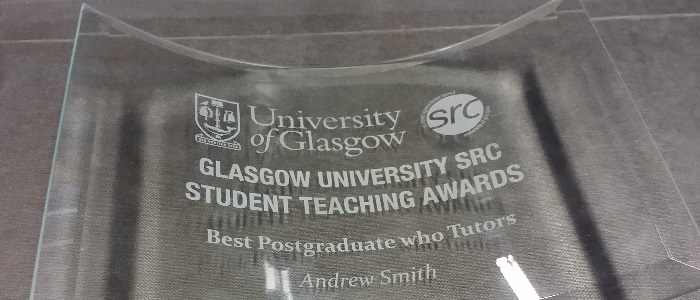 University
of Glasgow
src
GLASGOW UNIVERSITY SRC
STUDENT TEACHING AWARDS
Best Postgraduate who Tutors
Andrew Smith